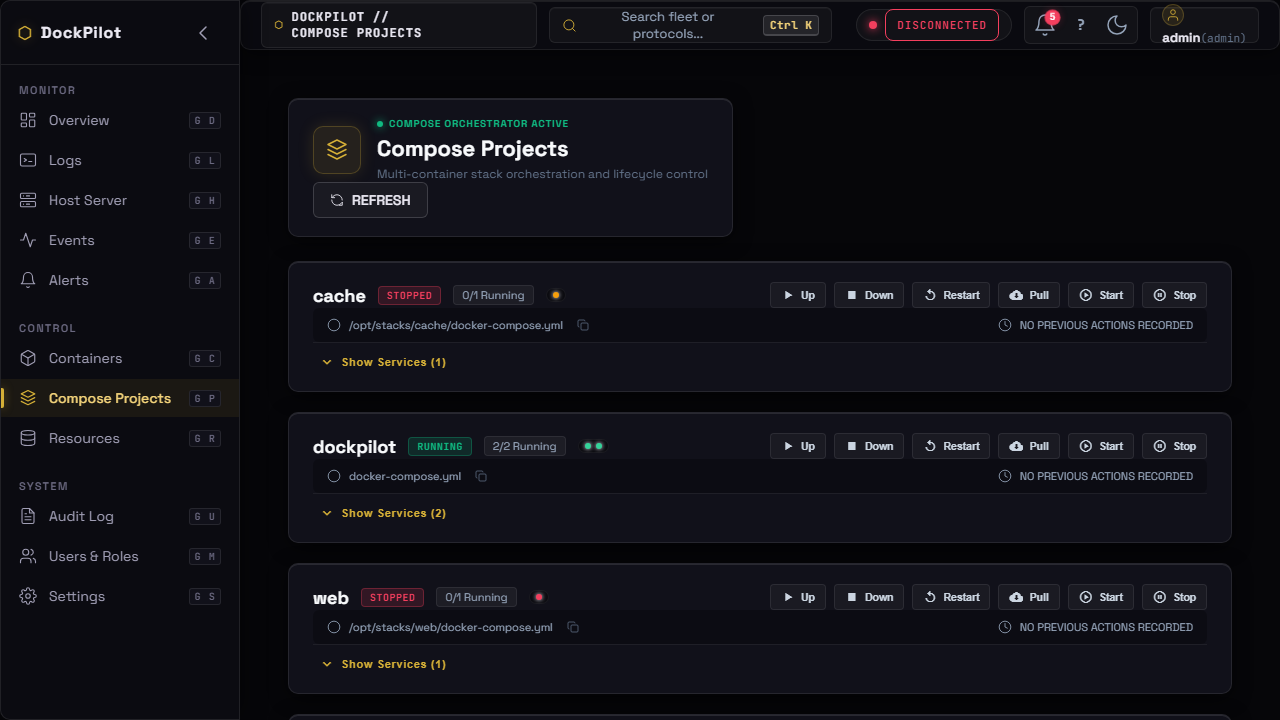 DockPilot
MONITOR
Overview G D
Logs G L
Host Server G H
Events G E
Alerts G A
CONTROL
Containers G C
Compose Projects G P
Resources G R
SYSTEM
Audit Log G U
Users & Roles G M
Settings G S
DOCKPILOT //
COMPOSE PROJECTS
Search fleet or
protocols...
Ctrl K
DISCONNECTED
5
?
admin(admin)
COMPOSE ORCHESTRATOR ACTIVE
Compose Projects
Multi-container stack orchestration and lifecycle control
REFRESH
cache STOPPED 0/1 Running Up Down Restart Pull Start Stop
/opt/stacks/cache/docker-compose.yml NO PREVIOUS ACTIONS RECORDED
Show Services (1)
dockpilot RUNNING 2/2 Running Up Down Restart Pull Start Stop
docker-compose.yml NO PREVIOUS ACTIONS RECORDED
Show Services (2)
web STOPPED 0/1 Running Up Down Restart Pull Start Stop
/opt/stacks/web/docker-compose.yml NO PREVIOUS ACTIONS RECORDED
Show Services (1)